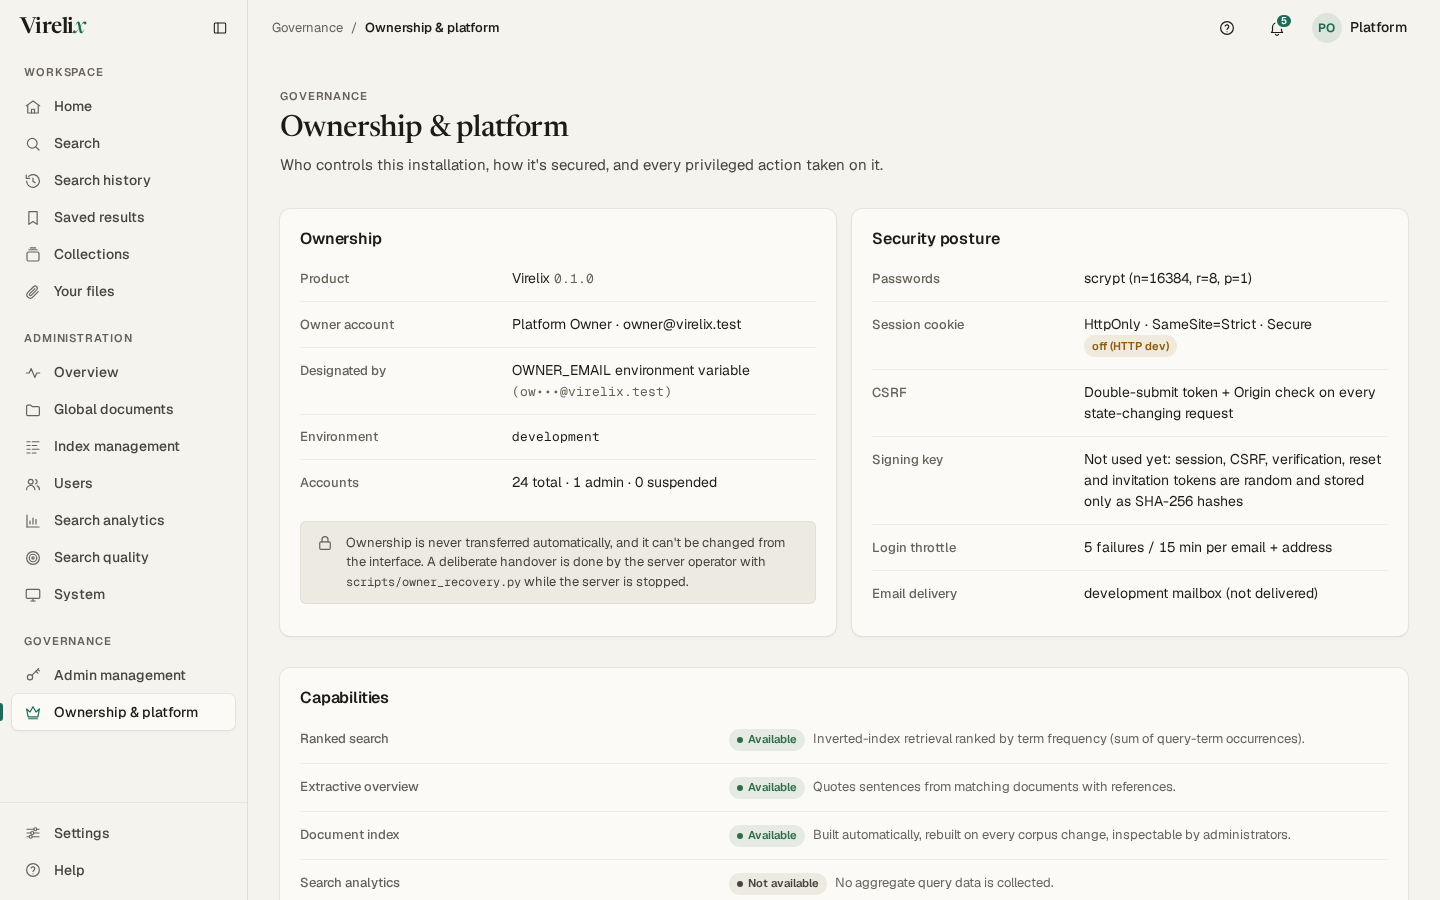 Virelix
WORKSPACE
Home
Search
Search history
Saved results
Collections
Your files
ADMINISTRATION
Overview
Global documents
Index management
Users
Search analytics
Search quality
System
GOVERNANCE
Admin management
Ownership & platform
Settings
Help
Governance / Ownership & platform
5
PO Platform
GOVERNANCE
Ownership & platform
Who controls this installation, how it's secured, and every privileged action taken on it.
Ownership
Product Virelix 0.1.0
Owner account Platform Owner · owner@virelix.test
Designated by OWNER_EMAIL environment variable
(ow···@virelix.test)
Environment development
Accounts 24 total · 1 admin · 0 suspended
Ownership is never transferred automatically, and it can't be changed from
the interface. A deliberate handover is done by the server operator with
scripts/owner_recovery.py while the server is stopped.
Security posture
Passwords scrypt (n=16384, r=8, p=1)
Session cookie HttpOnly · SameSite=Strict · Secure
off (HTTP dev)
CSRF Double-submit token + Origin check on every
state-changing request
Signing key Not used yet: session, CSRF, verification, reset
and invitation tokens are random and stored
only as SHA-256 hashes
Login throttle 5 failures / 15 min per email + address
Email delivery development mailbox (not delivered)
Capabilities
Ranked search Available Inverted-index retrieval ranked by term frequency (sum of query-term occurrences).
Extractive overview Available Quotes sentences from matching documents with references.
Document index Available Built automatically, rebuilt on every corpus change, inspectable by administrators.
Search analytics Not available No aggregate query data is collected.